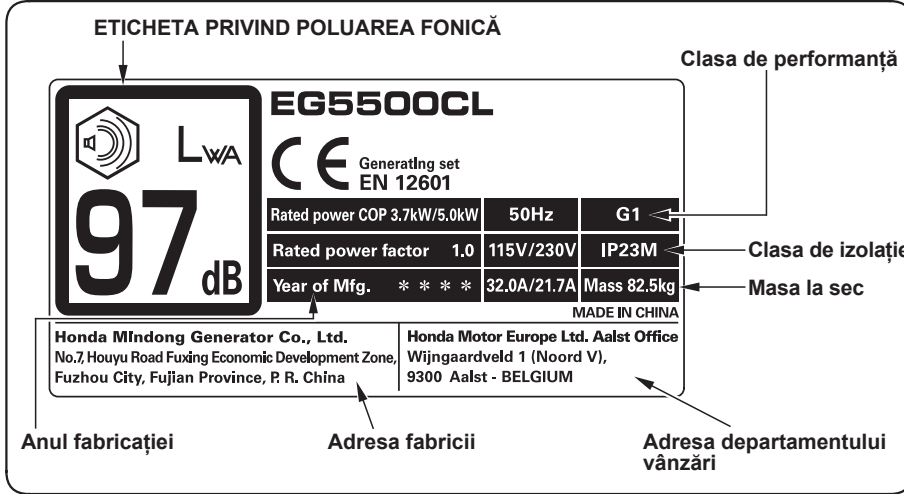 ETICHETA PRIVIND POLUAREA FONICĂ
Clasa de performanță
EG5500CL
LWA
97 dB
CE Generating set
EN 12601
Rated power COP 3.7kW/5.0kW 50Hz G1
Rated power factor 1.0 115V/230V IP23M
Clasa de izolație
Year of Mfg. * * * * 32.0A/21.7A Mass 82.5kg
Masa la sec
MADE IN CHINA
Honda Mindong Generator Co., Ltd.
No.7, Houyu Road Fuxing Economic Development Zone,
Fuzhou City, Fujian Province, P. R. China
Honda Motor Europe Ltd. Aalst Office
Wijngaardveld 1 (Noord V),
9300 Aalst - BELGIUM
Anul fabricației
Adresa fabricii
Adresa departamentului
vânzări